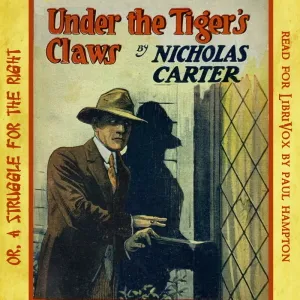 Under the Tiger's
Claws
BY NICHOLAS
CARTER
OR, A STRUGGLE FOR THE RIGHT
READ FOR LIBRIVOX BY PAUL HAMPTON